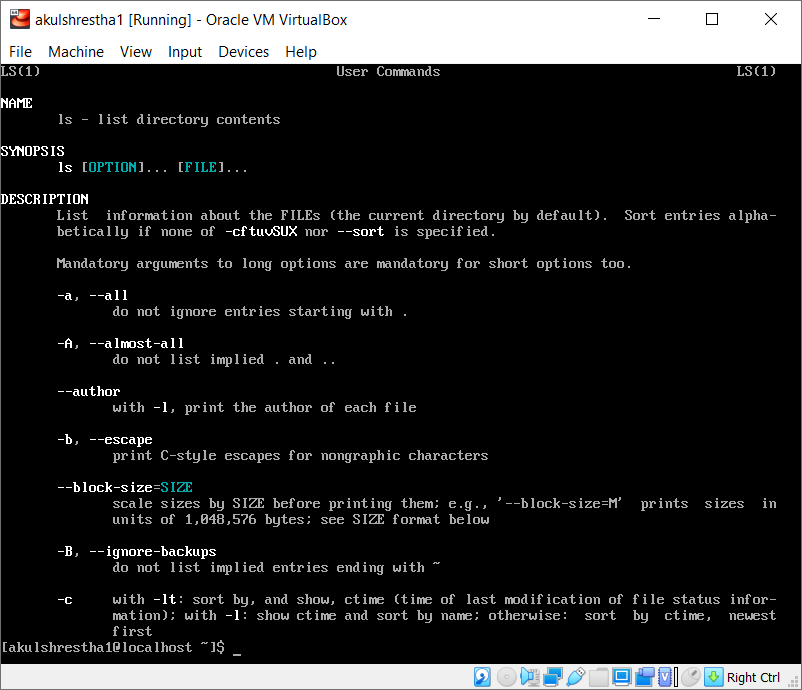 akulshrestha1 [Running] - Oracle VM VirtualBox
File Machine View Input Devices Help
LS(1) User Commands LS(1)
NAME
ls - list directory contents
SYNOPSIS
ls [OPTION]... [FILE]...
DESCRIPTION
List information about the FILEs (the current directory by default). Sort entries alpha-
betically if none of -cftuvSUX nor --sort is specified.
Mandatory arguments to long options are mandatory for short options too.
-a, --all
do not ignore entries starting with .
-A, --almost-all
do not list implied . and ..
--author
with -l, print the author of each file
-b, --escape
print C-style escapes for nongraphic characters
--block-size=SIZE
scale sizes by SIZE before printing them; e.g., '--block-size=M' prints sizes in
units of 1,048,576 bytes; see SIZE format below
-B, --ignore-backups
do not list implied entries ending with ~
-c with -lt: sort by, and show, ctime (time of last modification of file status infor-
mation); with -l: show ctime and sort by name; otherwise: sort by ctime, newest
first
[akulshrestha1@localhost ~]$ _
Right Ctrl